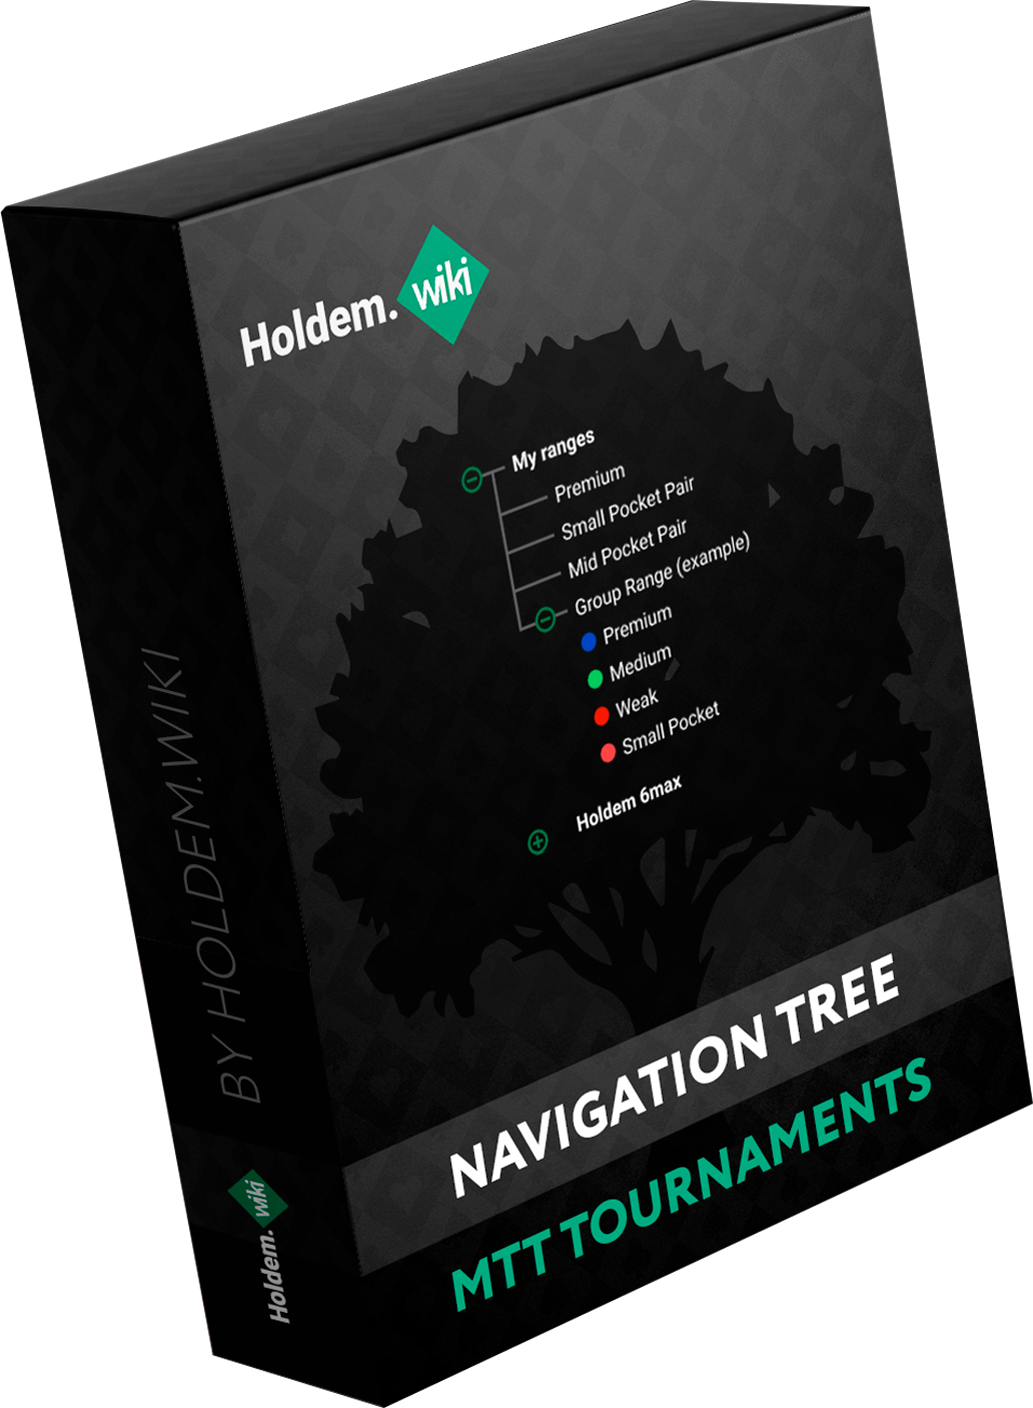 Holdem. wiki
My ranges
Premium
Small Pocket Pair
Mid Pocket Pair
Group Range (example)
Premium
Medium
Weak
Small Pocket
Holdem 6max
NAVIGATION TREE
MTT TOURNAMENTS
BY HOLDEM.WIKI
Holdem. wiki